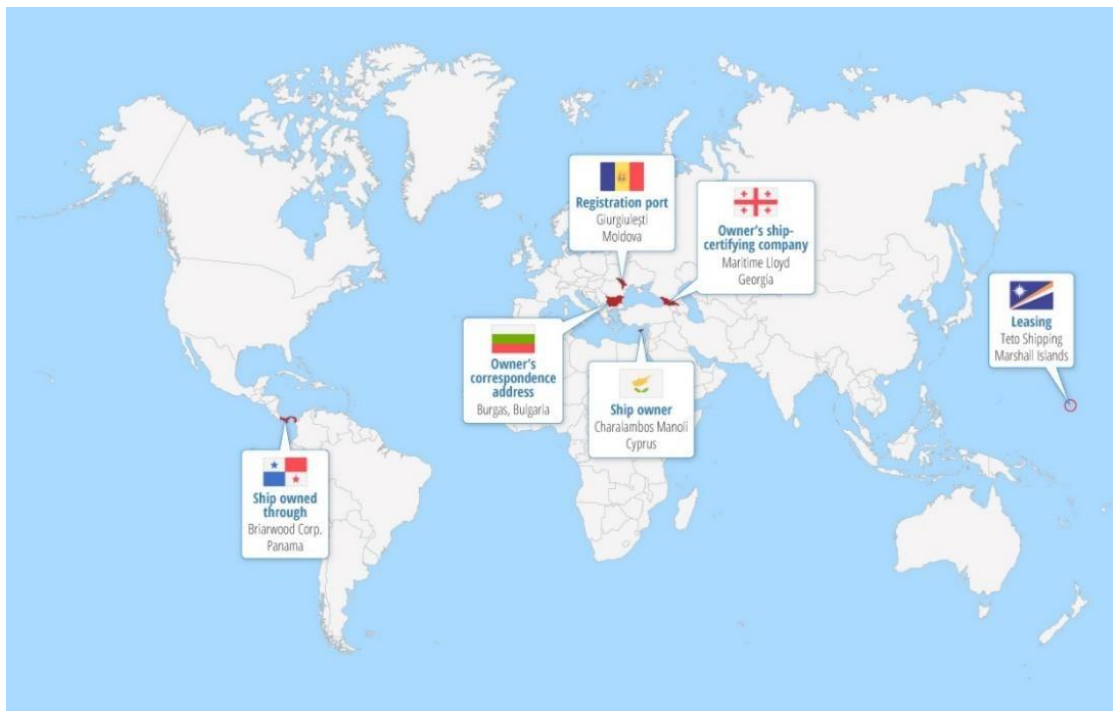 Registration port
Giurgiulești
Moldova
Owner's ship-
certifying company
Maritime Lloyd
Georgia
Leasing
Teto Shipping
Marshall Islands
Owner's
correspondence
address
Burgas, Bulgaria
Ship owner
Charalambos Manoli
Cyprus
Ship owned
through
Briarwood Corp.
Panama